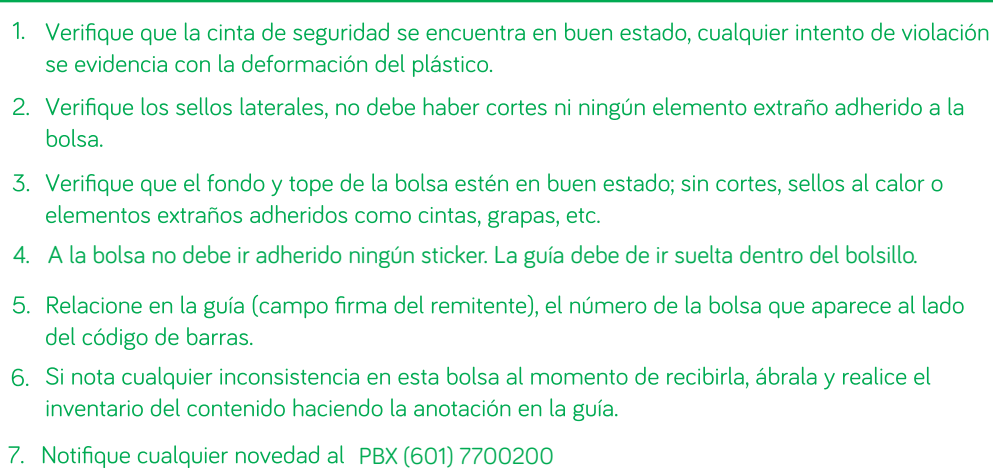 1. Verifique que la cinta de seguridad se encuentra en buen estado, cualquier intento de violación
se evidencia con la deformación del plástico.
2. Verifique los sellos laterales, no debe haber cortes ni ningún elemento extraño adherido a la
bolsa.
3. Verifique que el fondo y tope de la bolsa estén en buen estado; sin cortes, sellos al calor o
elementos extraños adheridos como cintas, grapas, etc.
4. A la bolsa no debe ir adherido ningún sticker. La guía debe de ir suelta dentro del bolsillo.
5. Relacione en la guía (campo firma del remitente), el número de la bolsa que aparece al lado
del código de barras.
6. Si nota cualquier inconsistencia en esta bolsa al momento de recibirla, ábrala y realice el
inventario del contenido haciendo la anotación en la guía.
7. Notifique cualquier novedad al PBX (601) 7700200